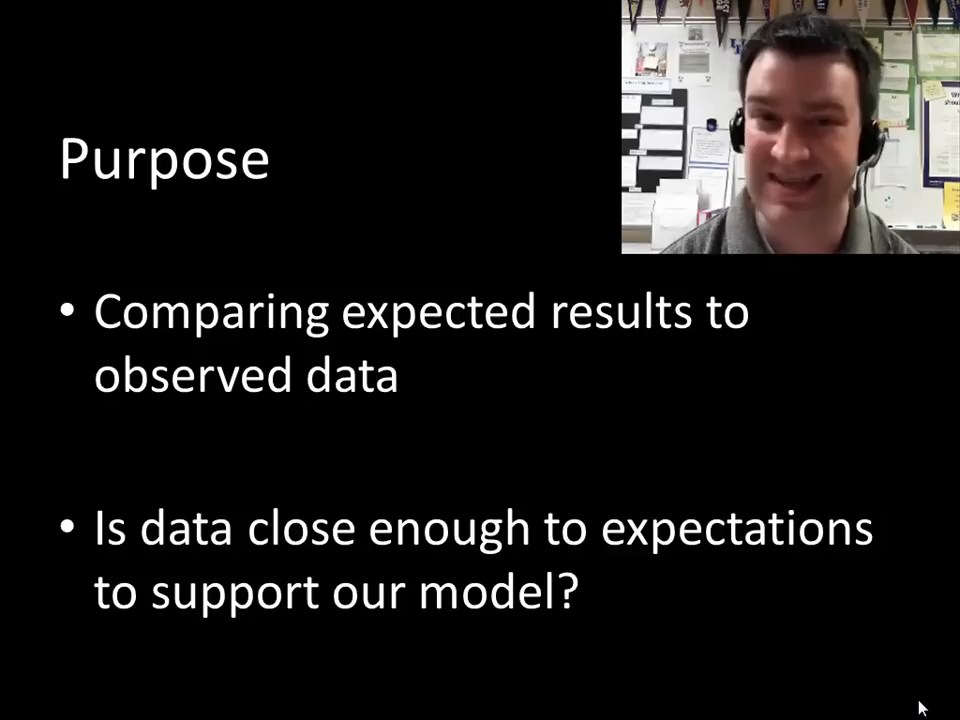 Purpose
• Comparing expected results to
observed data
• Is data close enough to expectations
to support our model?